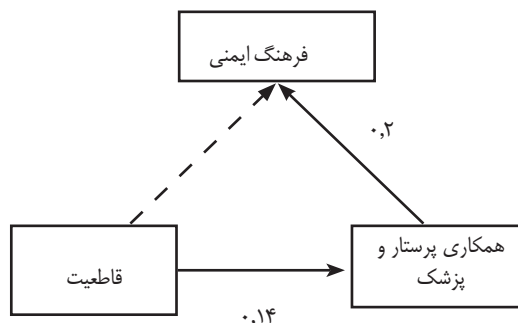 فرهنگ ایمنی
۰٫۲
همکاری پرستار و
پزشک
قاطعیت
۰٫۱۴